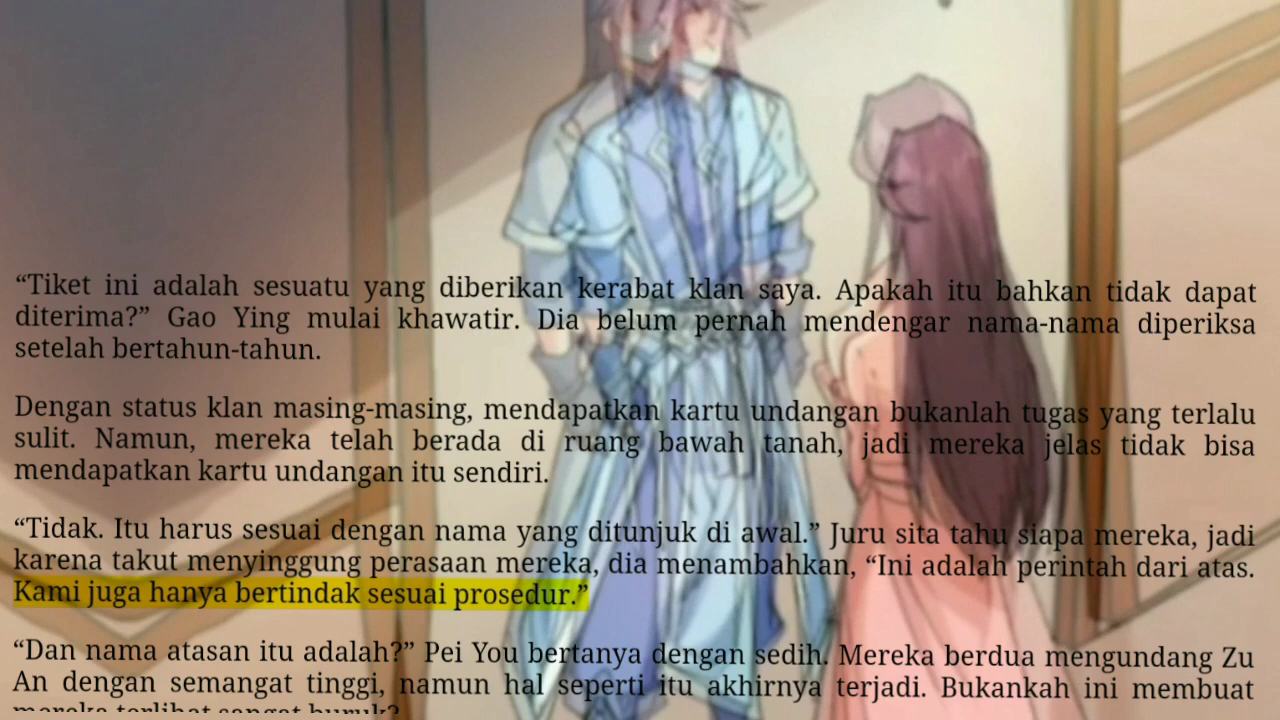 “Tiket ini adalah sesuatu yang diberikan kerabat klan saya. Apakah itu bahkan tidak dapat
diterima?” Gao Ying mulai khawatir. Dia belum pernah mendengar nama-nama diperiksa
setelah bertahun-tahun.
Dengan status klan masing-masing, mendapatkan kartu undangan bukanlah tugas yang terlalu
sulit. Namun, mereka telah berada di ruang bawah tanah, jadi mereka jelas tidak bisa
mendapatkan kartu undangan itu sendiri.
“Tidak. Itu harus sesuai dengan nama yang ditunjuk di awal.” Juru sita tahu siapa mereka, jadi
karena takut menyinggung perasaan mereka, dia menambahkan, “Ini adalah perintah dari atas.
Kami juga hanya bertindak sesuai prosedur.”
“Dan nama atasan itu adalah?” Pei You bertanya dengan sedih. Mereka berdua mengundang Zu
An dengan semangat tinggi, namun hal seperti itu akhirnya terjadi. Bukankah ini membuat
mereka terlihat sangat buruk?